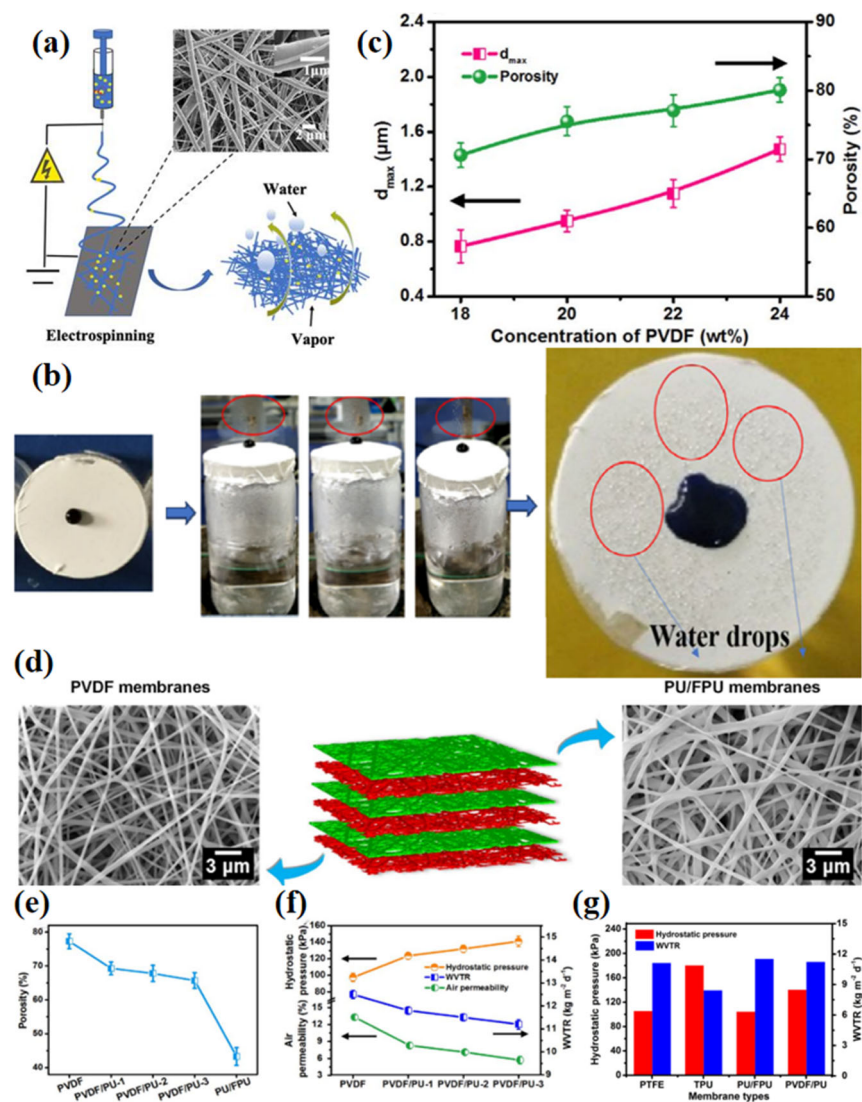 (a)
1μm
2 μm
Water
Vapor
Electrospinning
(c)
d_max
Porosity
d_max (μm)
2.4
2.0
1.6
1.2
0.8
0.4
Porosity (%)
90
80
70
60
50
18
20
22
24
Concentration of PVDF (wt%)
(b)
Water drops
(d)
PVDF membranes
PU/FPU membranes
3 μm
3 μm
(e)
Porosity (%)
80
70
60
50
40
PVDF
PVDF/PU-1
PVDF/PU-2
PVDF/PU-3
PU/FPU
(f)
Hydrostatic
pressure (kPa)
160
140
120
100
80
Air
permeability (%)
15
12
9
6
3
Hydrostatic pressure
WVTR
Air permeability
WVTR (kg m⁻² d⁻¹)
15
14
13
12
11
10
9
PVDF
PVDF/PU-1
PVDF/PU-2
PVDF/PU-3
(g)
Hydrostatic pressure (kPa)
240
200
160
120
80
40
0
Hydrostatic pressure
WVTR
WVTR (kg m⁻² d⁻¹)
15
12
9
6
3
0
PTFE
TPU
PU/FPU
PVDF/PU
Membrane types